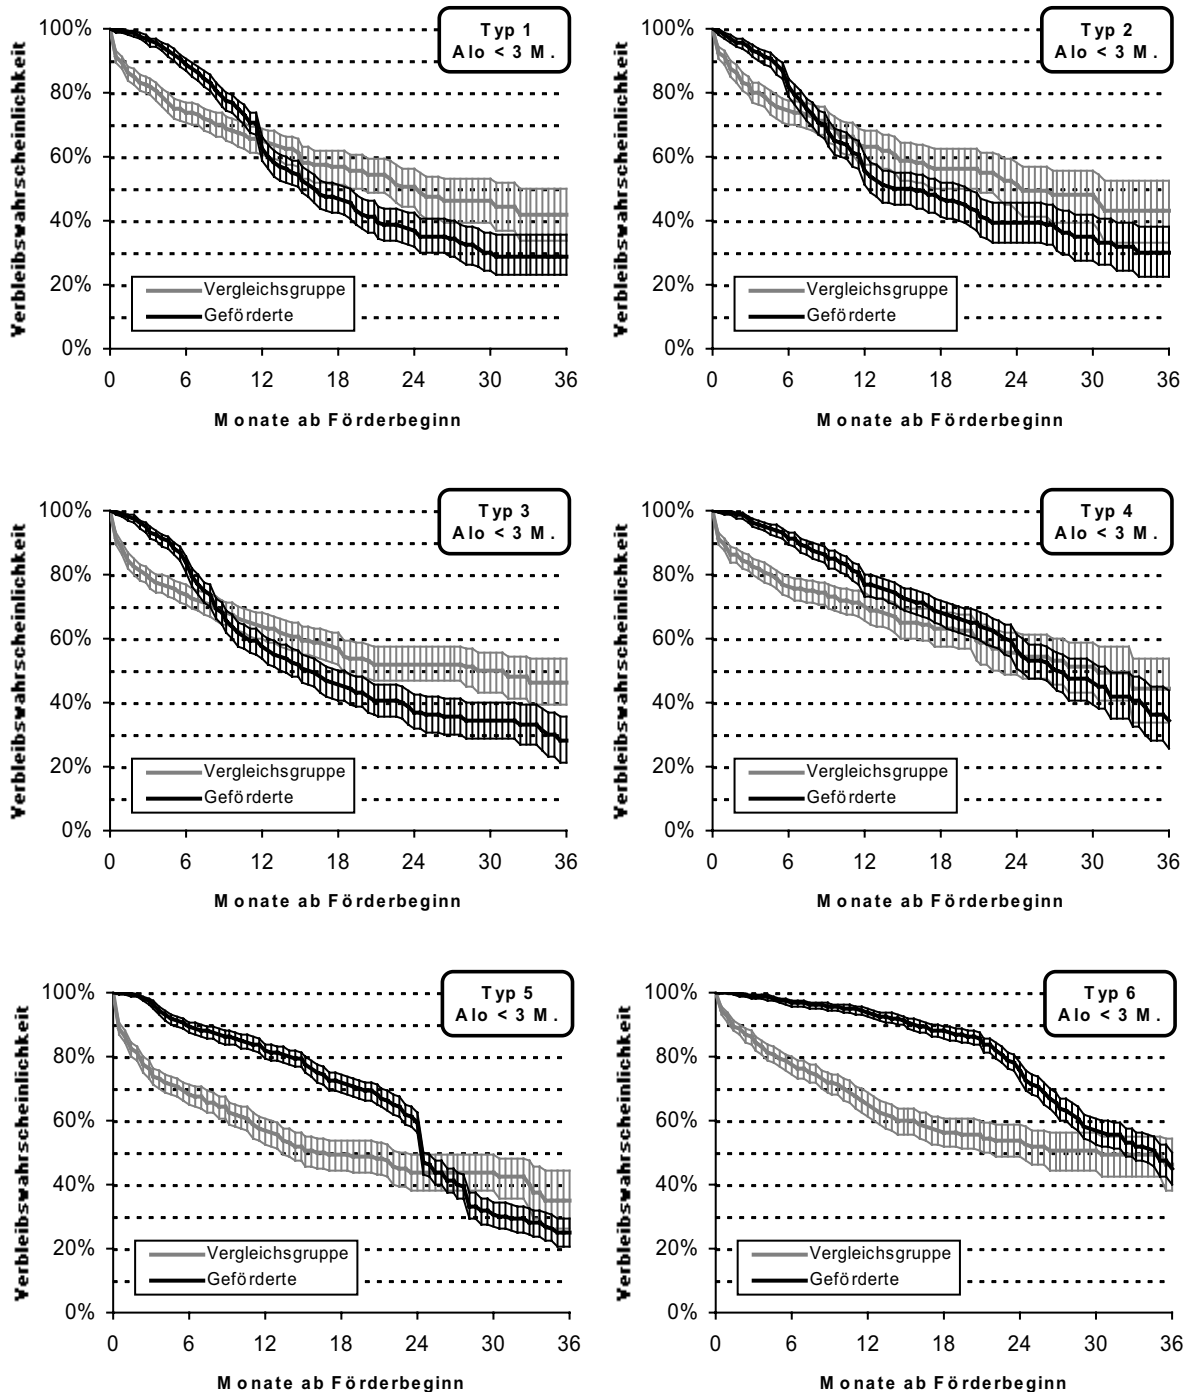 Typ 1
Alo < 3 M.
Verbleibswahrscheinlichkeit
100%
80%
60%
40%
20%
0%
Vergleichsgruppe
Geförderte
0 6 12 18 24 30 36
Monate ab Förderbeginn
Typ 2
Alo < 3 M.
Verbleibswahrscheinlichkeit
100%
80%
60%
40%
20%
0%
Vergleichsgruppe
Geförderte
0 6 12 18 24 30 36
Monate ab Förderbeginn
Typ 3
Alo < 3 M.
Verbleibswahrscheinlichkeit
100%
80%
60%
40%
20%
0%
Vergleichsgruppe
Geförderte
0 6 12 18 24 30 36
Monate ab Förderbeginn
Typ 4
Alo < 3 M.
Verbleibswahrscheinlichkeit
100%
80%
60%
40%
20%
0%
Vergleichsgruppe
Geförderte
0 6 12 18 24 30 36
Monate ab Förderbeginn
Typ 5
Alo < 3 M.
Verbleibswahrscheinlichkeit
100%
80%
60%
40%
20%
0%
Vergleichsgruppe
Geförderte
0 6 12 18 24 30 36
Monate ab Förderbeginn
Typ 6
Alo < 3 M.
Verbleibswahrscheinlichkeit
100%
80%
60%
40%
20%
0%
Vergleichsgruppe
Geförderte
0 6 12 18 24 30 36
Monate ab Förderbeginn